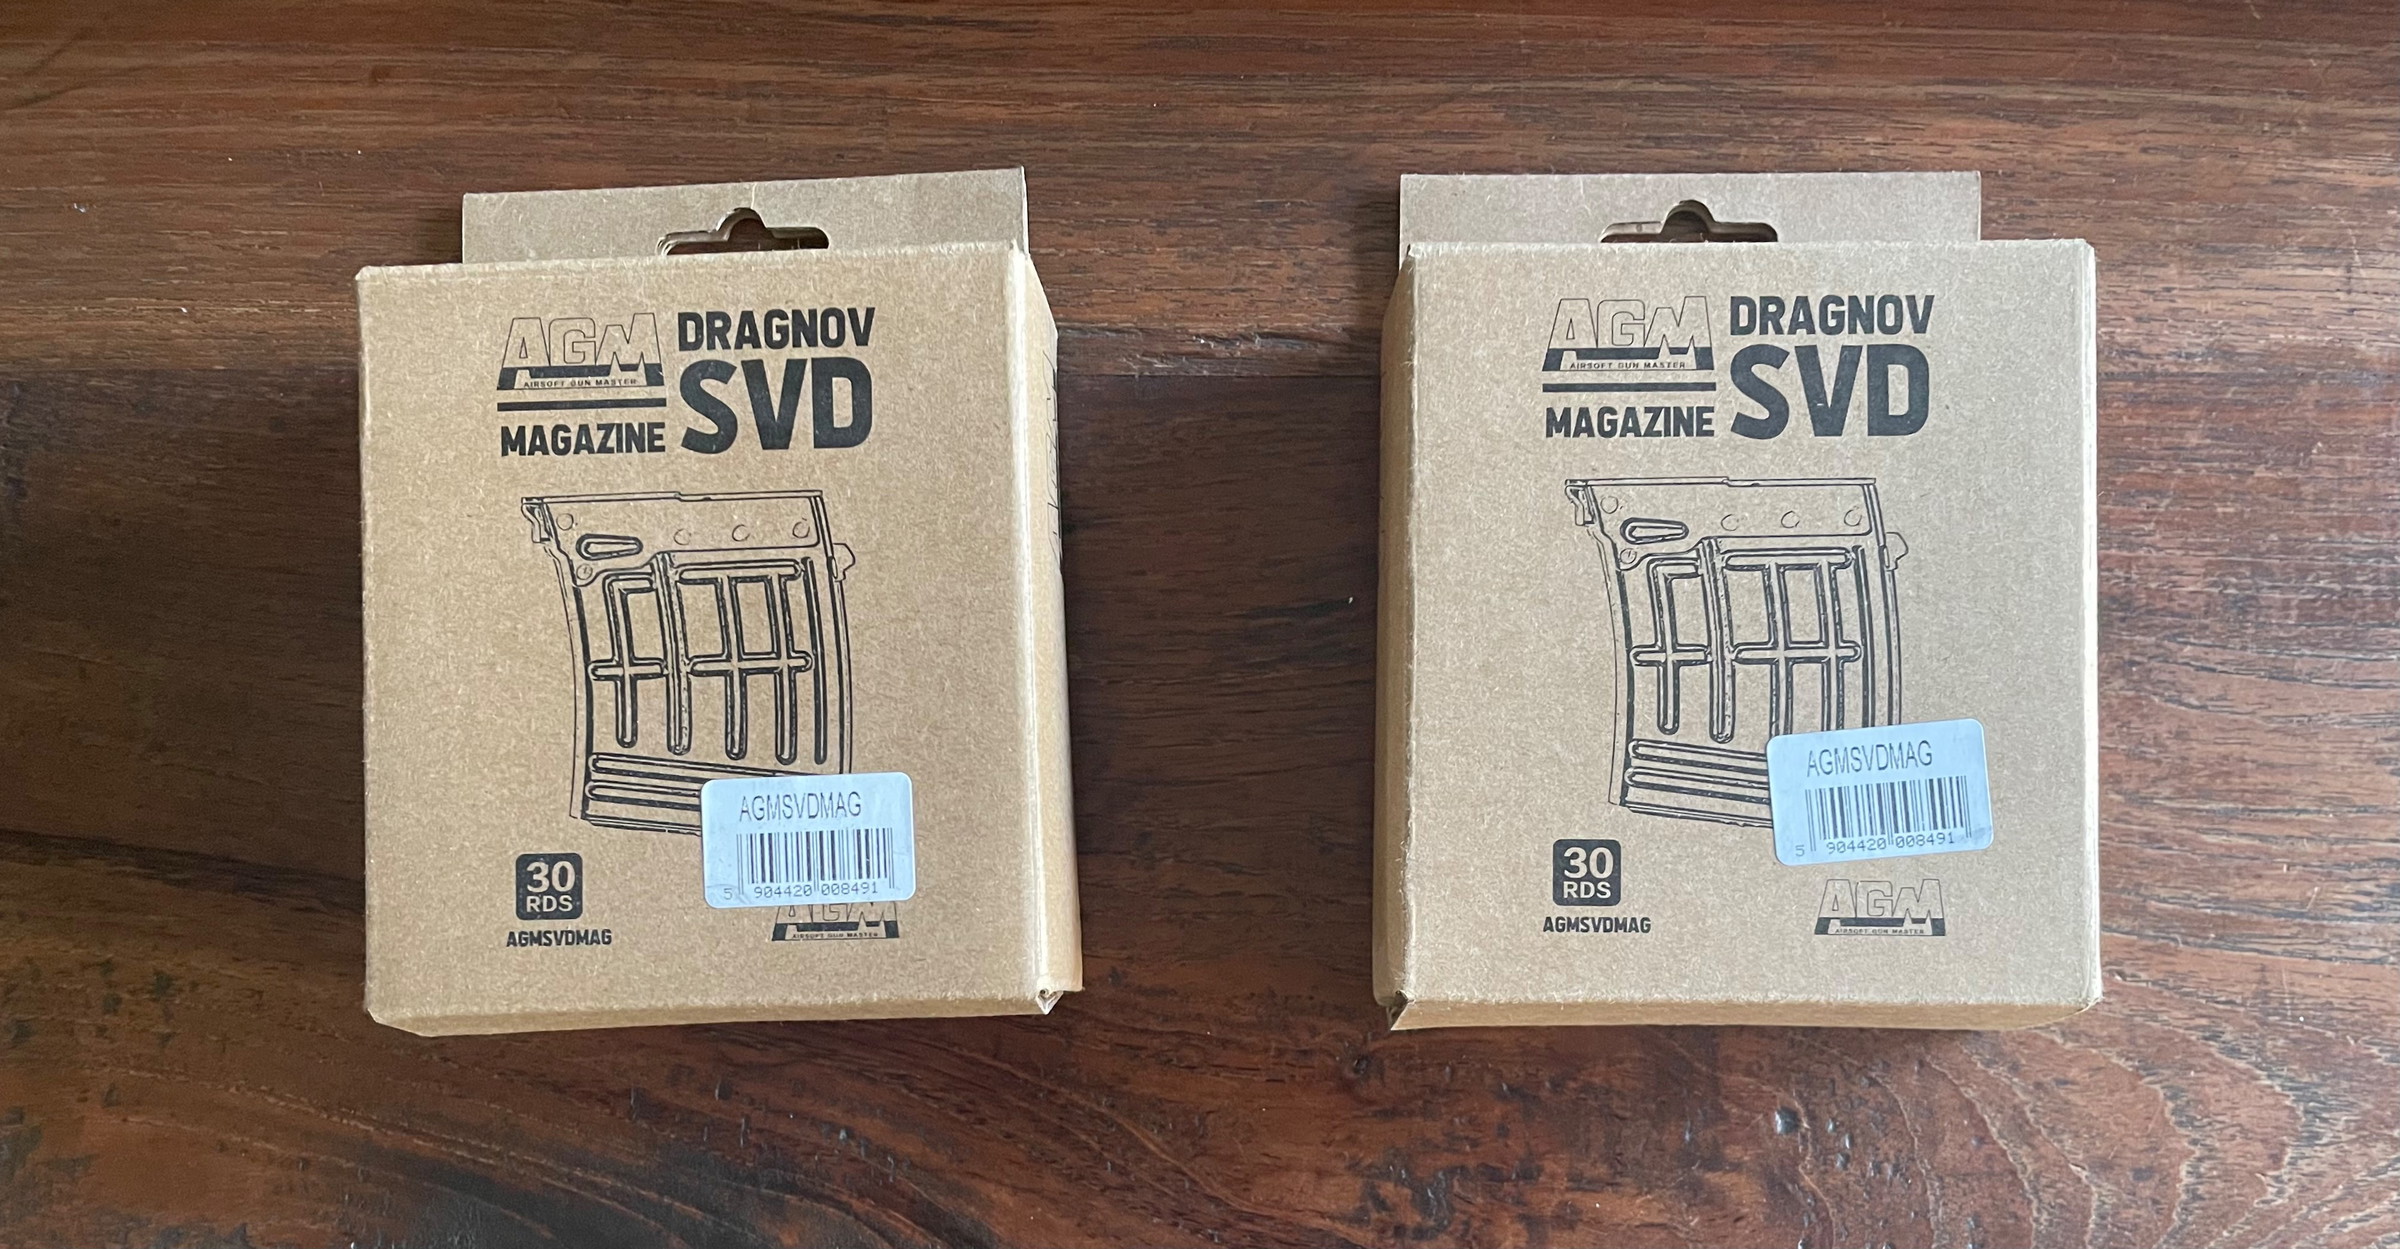 AGM
AIRSOFT GUN MASTER
MAGAZINE
DRAGNOV
SVD
AGMSVDMAG
5 904420 008491
30
RDS
AGMSVDMAG
AGM
AIRSOFT GUN MASTER
AGM
AIRSOFT GUN MASTER
MAGAZINE
DRAGNOV
SVD
AGMSVDMAG
5 904420 008491
30
RDS
AGMSVDMAG
AGM
AIRSOFT GUN MASTER